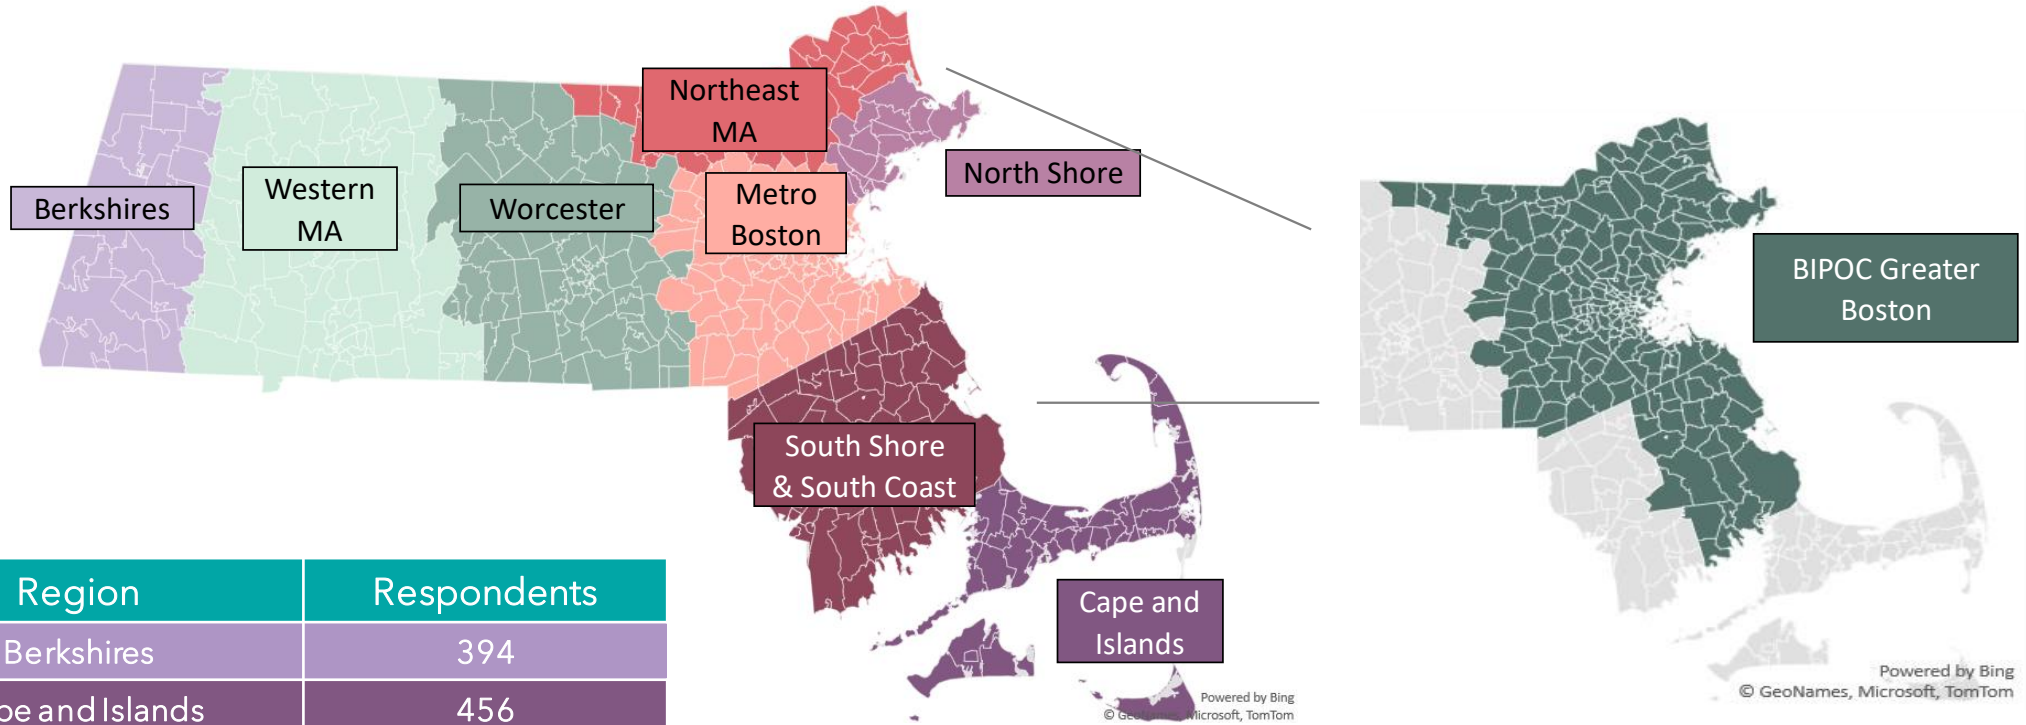 Northeast
MA
North Shore
Berkshires
Western
MA
Worcester
Metro
Boston
South Shore
& South Coast
Cape and
Islands
Powered by Bing
© GeoNames, Microsoft, TomTom
BIPOC Greater
Boston
Powered by Bing
© GeoNames, Microsoft, TomTom
Region Respondents
Berkshires 394
and Islands 456